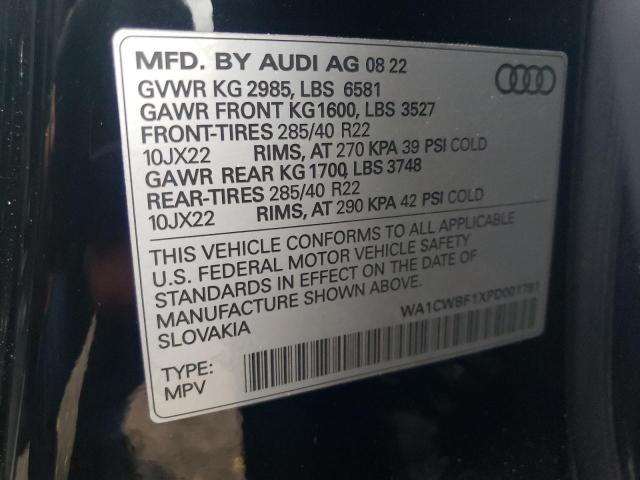 MFD. BY AUDI AG 08 22
GVWR KG 2985, LBS 6581
GAWR FRONT KG1600, LBS 3527
FRONT-TIRES 285/40 R22
10JX22 RIMS, AT 270 KPA 39 PSI COLD
GAWR REAR KG 1700, LBS 3748
REAR-TIRES 285/40 R22
10JX22 RIMS, AT 290 KPA 42 PSI COLD
THIS VEHICLE CONFORMS TO ALL APPLICABLE
U.S. FEDERAL MOTOR VEHICLE SAFETY
STANDARDS IN EFFECT ON THE DATE OF
MANUFACTURE SHOWN ABOVE.
SLOVAKIA
WA1CWBF1XPD001781
TYPE:
MPV